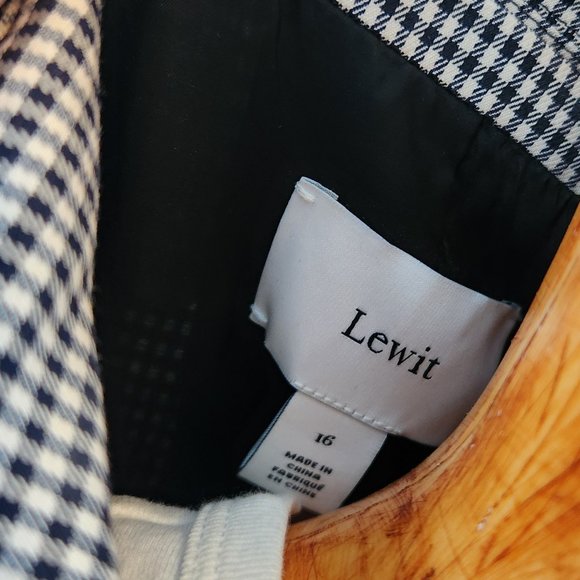 Lewit
16
MADE IN
CHINA
FABRIQUÉ
EN CHINE